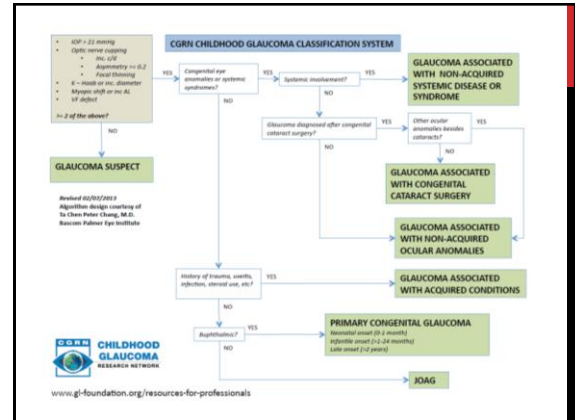 CGRN CHILDHOOD GLAUCOMA CLASSIFICATION SYSTEM
• IOP > 21 mmHg
• Optic nerve cupping
• Inc. c/d
• Asymmetry >= 0.2
• Focal thinning
• K – Haab or inc. diameter
• Myopic shift or inc AL
• VF defect
>= 2 of the above?
YES
NO
GLAUCOMA SUSPECT
Revised 02/07/2013
Algorithm design courtesy of
Ta Chen Peter Chang, M.D.
Bascom Palmer Eye Institute
Congenital eye
anomalies or systemic
syndromes?
YES
NO
Systemic involvement?
YES
NO
GLAUCOMA ASSOCIATED
WITH NON-ACQUIRED
SYSTEMIC DISEASE OR
SYNDROME
Glaucoma diagnosed after congenital
cataract surgery?
YES
NO
Other ocular
anomalies besides
cataracts?
YES
NO
GLAUCOMA ASSOCIATED
WITH CONGENITAL
CATARACT SURGERY
GLAUCOMA ASSOCIATED
WITH NON-ACQUIRED
OCULAR ANOMALIES
History of trauma, uveitis,
infection, steroid use, etc?
YES
NO
GLAUCOMA ASSOCIATED
WITH ACQUIRED CONDITIONS
Buphthalmic?
YES
NO
PRIMARY CONGENITAL GLAUCOMA
Neonatal onset (0-1 month)
Infantile onset (>1-24 months)
Late onset (>2 years)
JOAG
CGRN
CHILDHOOD
GLAUCOMA
RESEARCH NETWORK
www.gl-foundation.org/resources-for-professionals